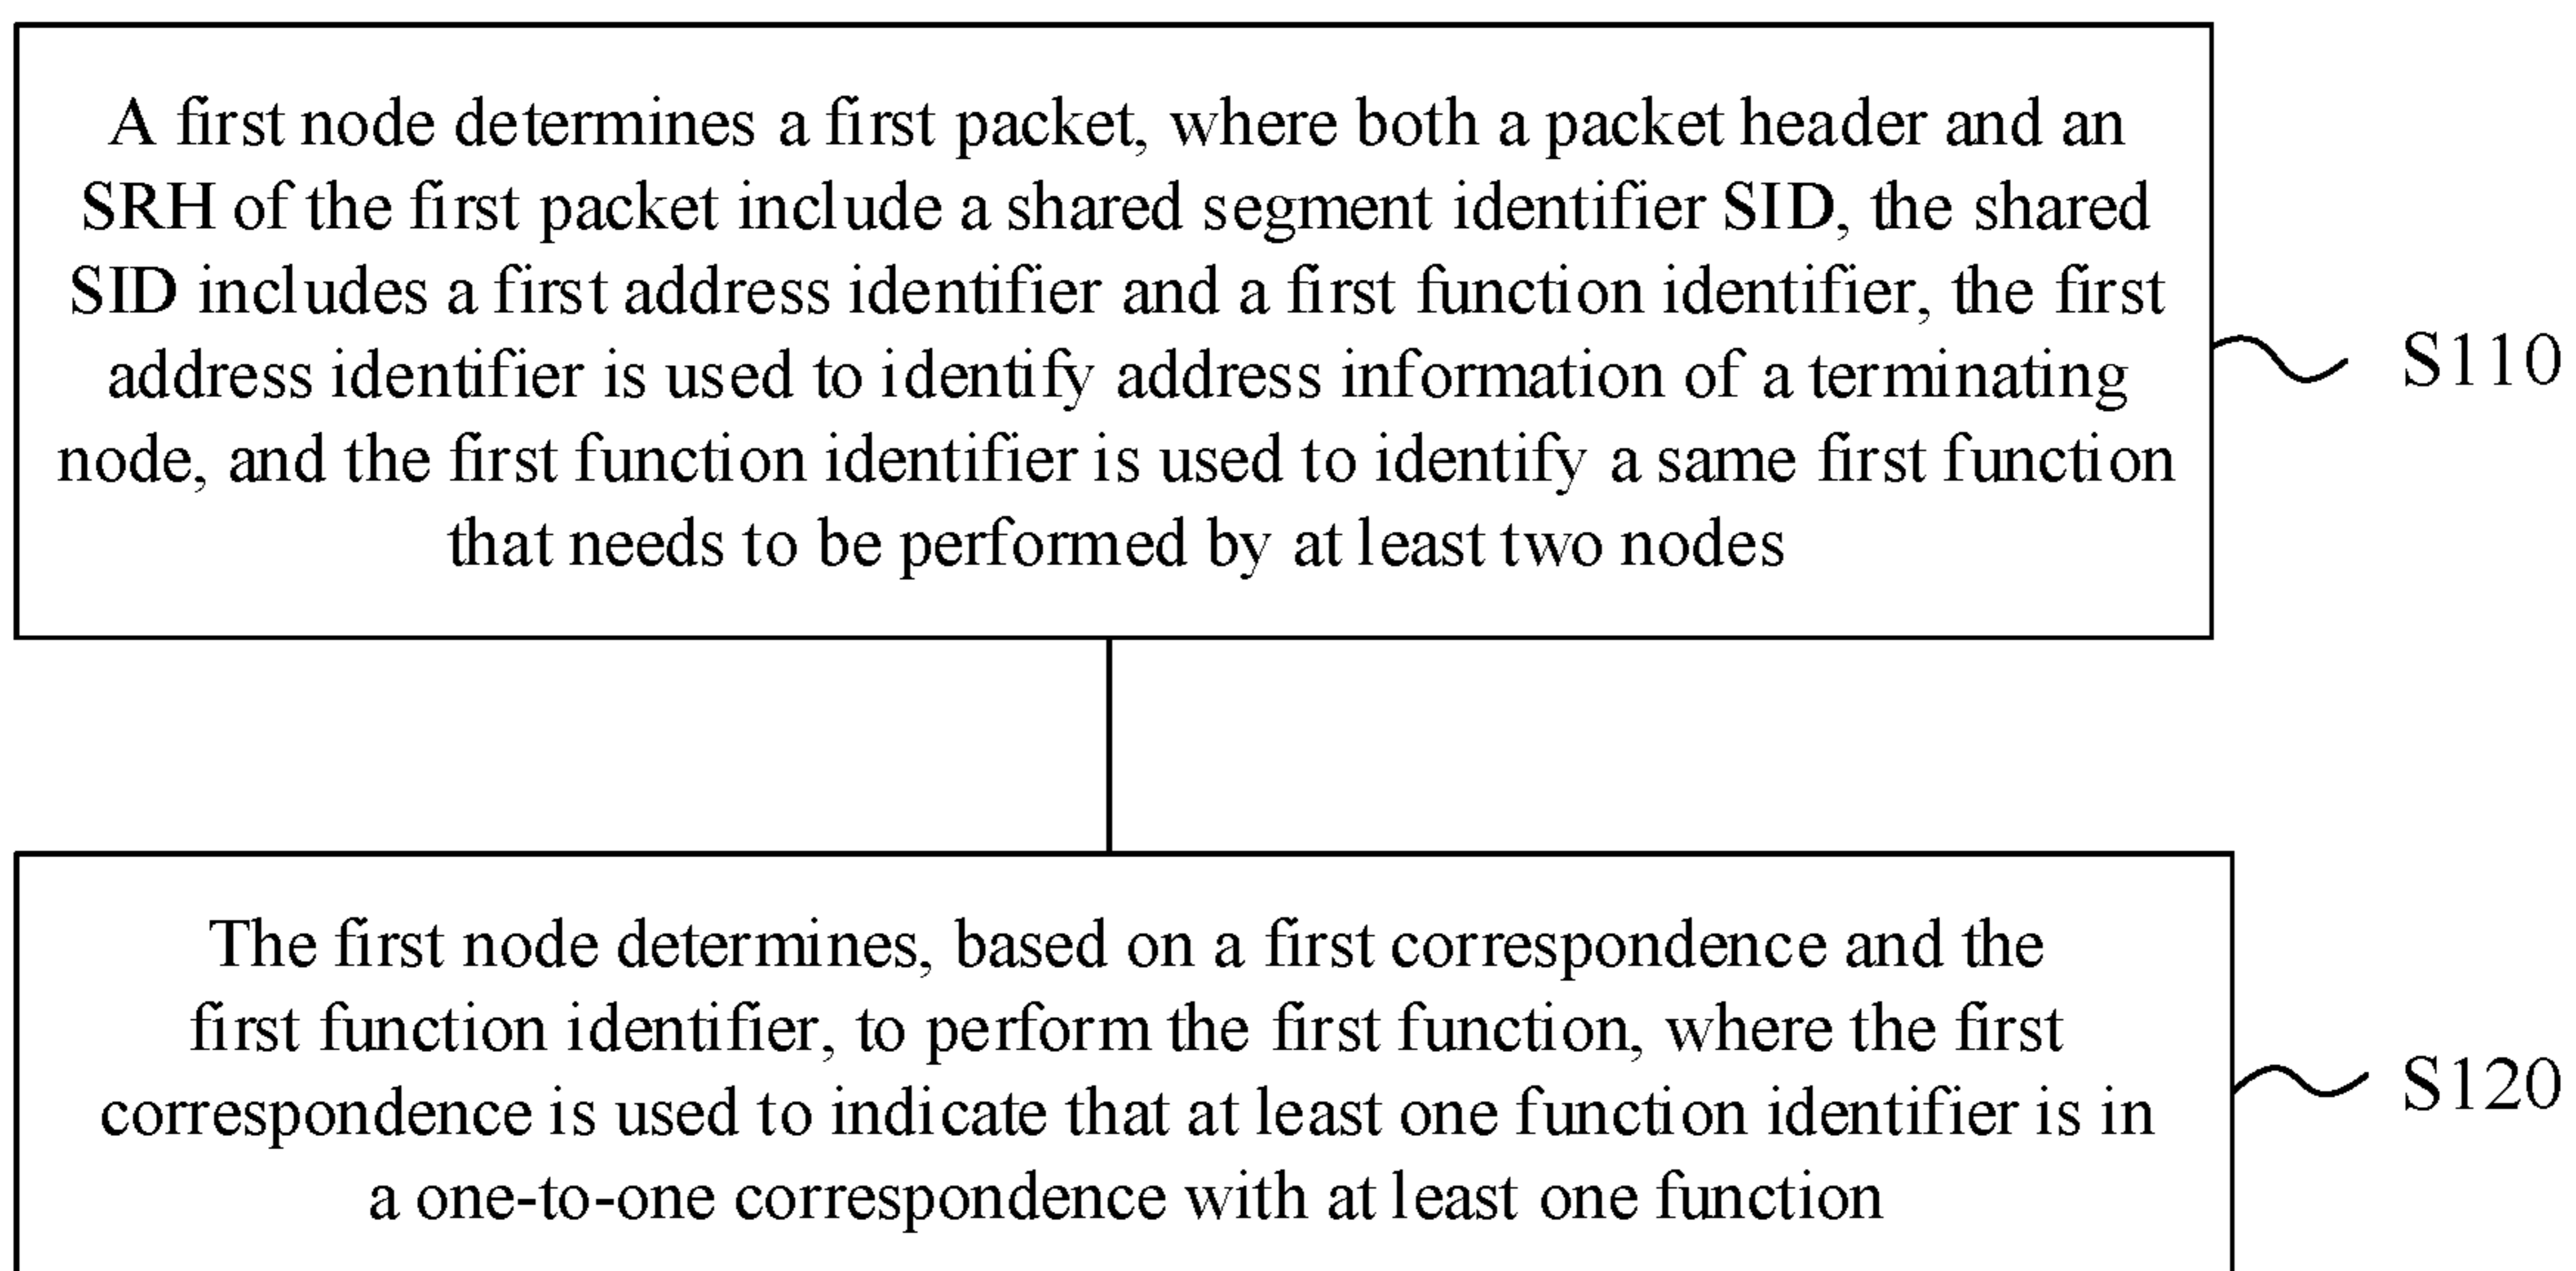 A first node determines a first packet, where both a packet header and an
SRH of the first packet include a shared segment identifier SID, the shared
SID includes a first address identifier and a first function identifier, the first
address identifier is used to identify address information of a terminating
node, and the first function identifier is used to identify a same first function
that needs to be performed by at least two nodes
S110
The first node determines, based on a first correspondence and the
first function identifier, to perform the first function, where the first
correspondence is used to indicate that at least one function identifier is in
a one-to-one correspondence with at least one function
S120